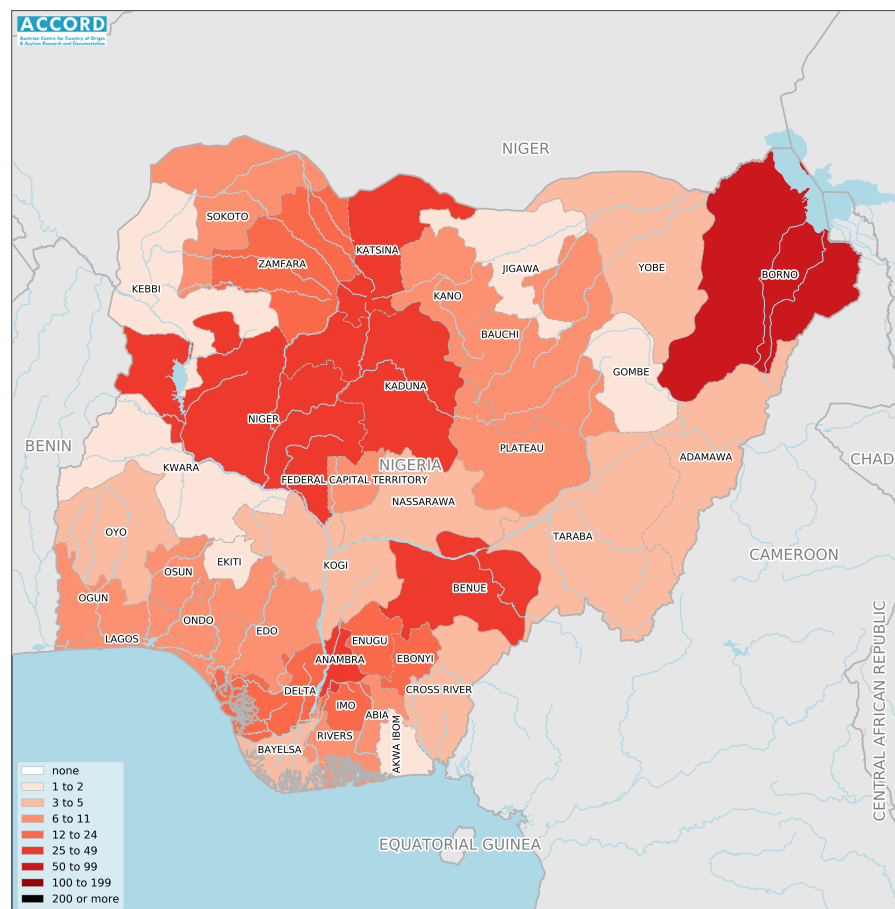 ACCORD
Austrian Centre for Country of Origin
& Asylum Research and Documentation
NIGER
SOKOTO
KATSINA
ZAMFARA
JIGAWA
YOBE
BORNO
KEBBI
KANO
BAUCHI
GOMBE
KADUNA
NIGER
BENIN
PLATEAU
ADAMAWA
CHAD
KWARA
NIGERIA
FEDERAL CAPITAL TERRITORY
NASSARAWA
OYO
TARABA
CAMEROON
EKITI
KOGI
OSUN
BENUE
OGUN
ONDO
EDO
LAGOS
ENUGU
ANAMBRA
EBONYI
DELTA
CROSS RIVER
IMO
ABIA
RIVERS
AKWA IBOM
BAYELSA
CENTRAL AFRICAN REPUBLIC
EQUATORIAL GUINEA
none
1 to 2
3 to 5
6 to 11
12 to 24
25 to 49
50 to 99
100 to 199
200 or more